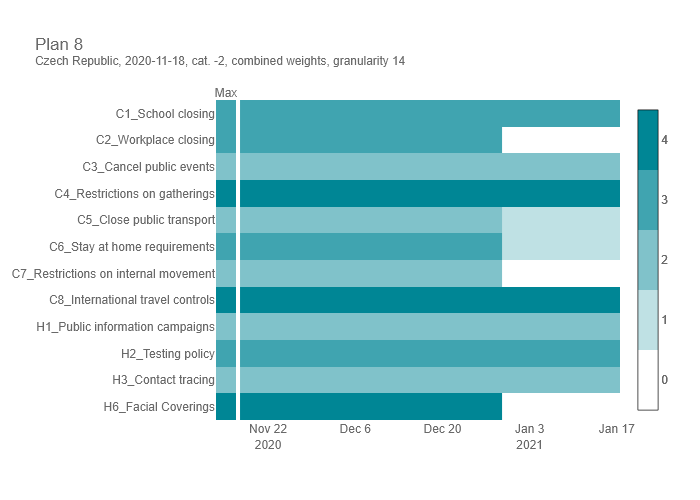 Plan 8
Czech Republic, 2020-11-18, cat. -2, combined weights, granularity 14
Max
C1_School closing
C2_Workplace closing
C3_Cancel public events
C4_Restrictions on gatherings
C5_Close public transport
C6_Stay at home requirements
C7_Restrictions on internal movement
C8_International travel controls
H1_Public information campaigns
H2_Testing policy
H3_Contact tracing
H6_Facial Coverings
4
3
2
1
0
Nov 22 Dec 6 Dec 20 Jan 3 Jan 17
2020 2021